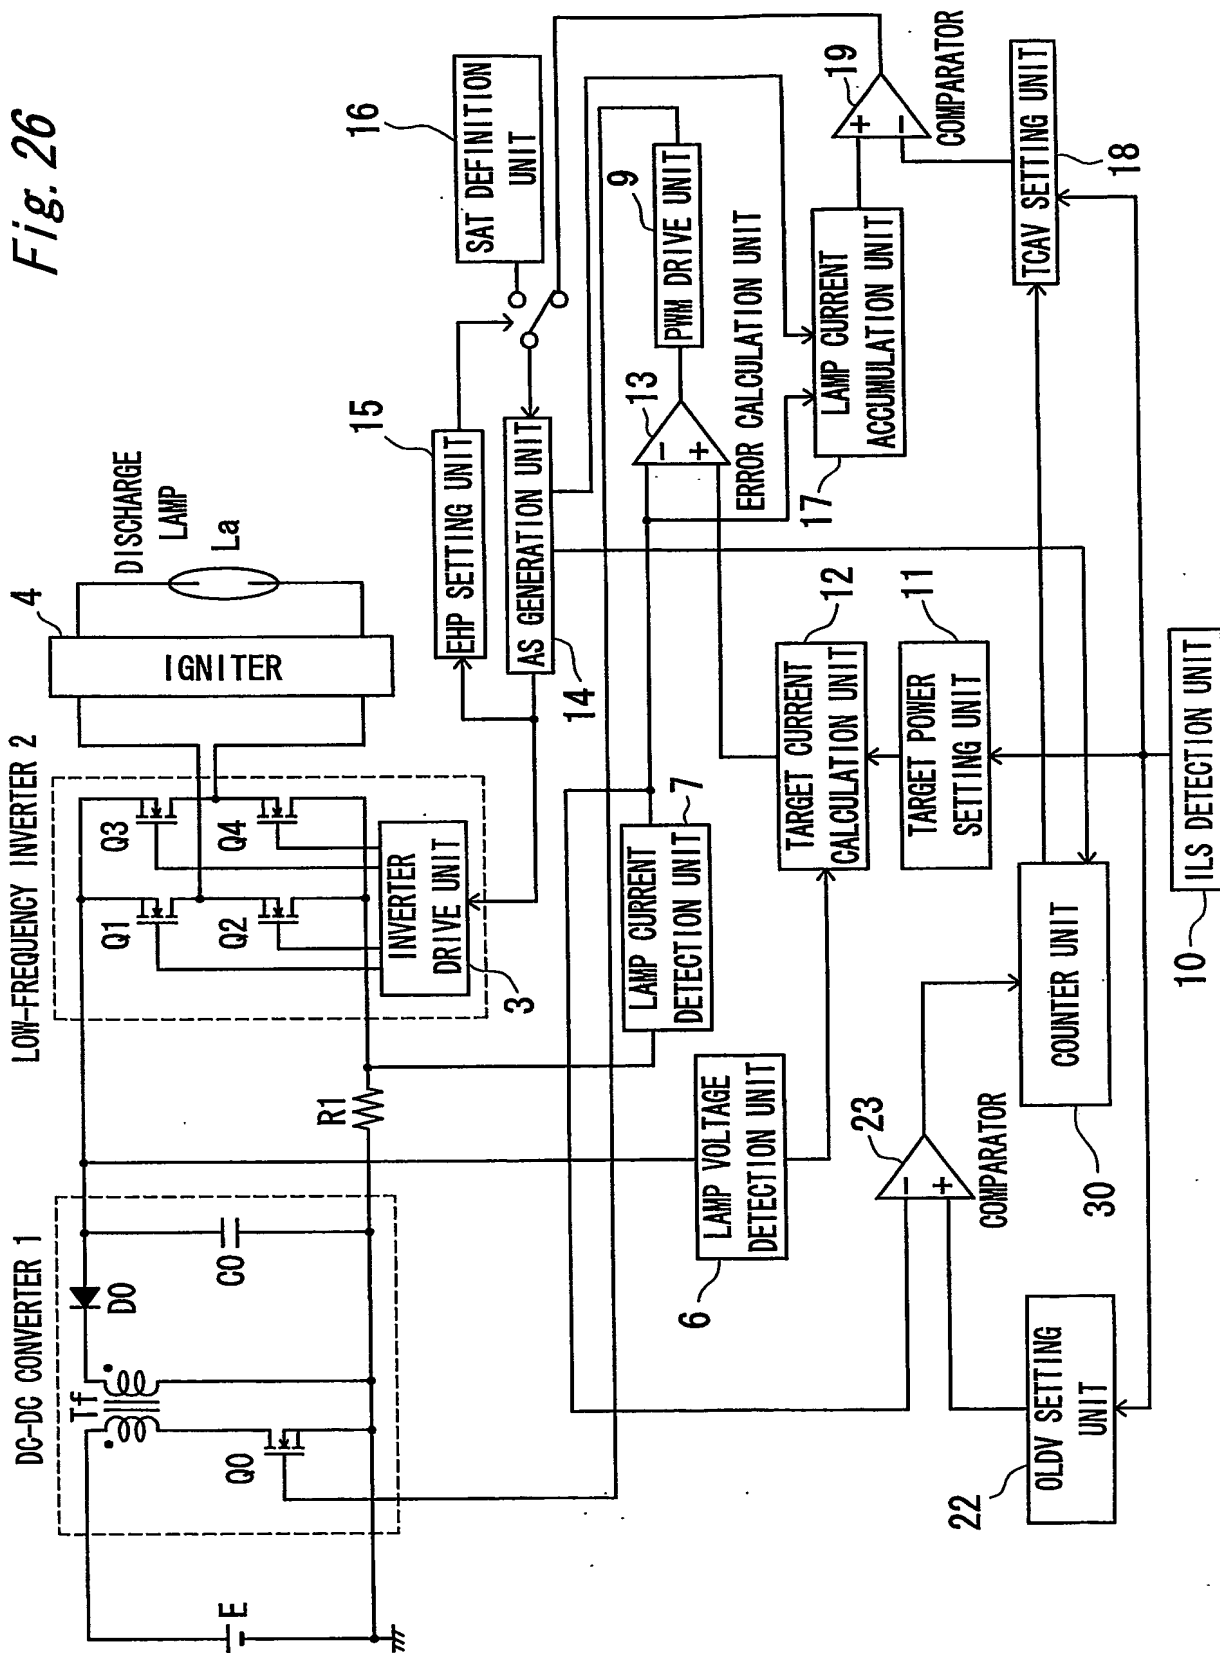 Fig. 26
DC-DC CONVERTER 1
LOW-FREQUENCY INVERTER 2
4
DISCHARGE
LAMP
La
IGNITER
Tf
D0
C0
Q0
E
R1
Q1
Q2
Q3
Q4
INVERTER
DRIVE UNIT
3
15
EHP SETTING UNIT
16
SAT DEFINITION
UNIT
AS GENERATION UNIT
14
LAMP VOLTAGE
DETECTION UNIT
6
LAMP CURRENT
DETECTION UNIT
7
13
−
+
ERROR CALCULATION UNIT
9
PWM DRIVE UNIT
TARGET CURRENT
CALCULATION UNIT
12
TARGET POWER
SETTING UNIT
11
LAMP CURRENT
ACCUMULATION UNIT
17
+
−
19
COMPARATOR
TCAV SETTING UNIT
18
23
−
+
COMPARATOR
OLDV SETTING
UNIT
22
COUNTER UNIT
30
ILS DETECTION UNIT
10